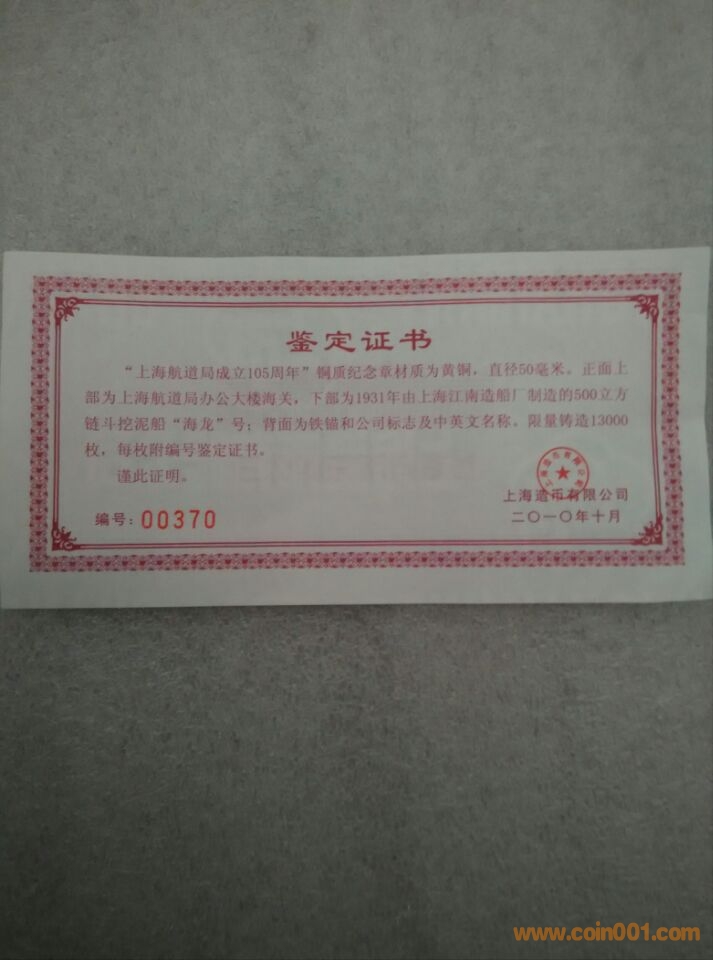 鉴定证书
“上海航道局成立105周年”铜质纪念章材质为黄铜，直径50毫米。正面上
部为上海航道局办公大楼海关，下部为1931年由上海江南造船厂制造的500立方
链斗挖泥船“海龙”号；背面为铁锚和公司标志及中英文名称。限量铸造13000
枚，每枚附编号鉴定证书。
谨此证明。
上海造币有限公司
编号：00370
二〇一〇年十月
www.coin001.com